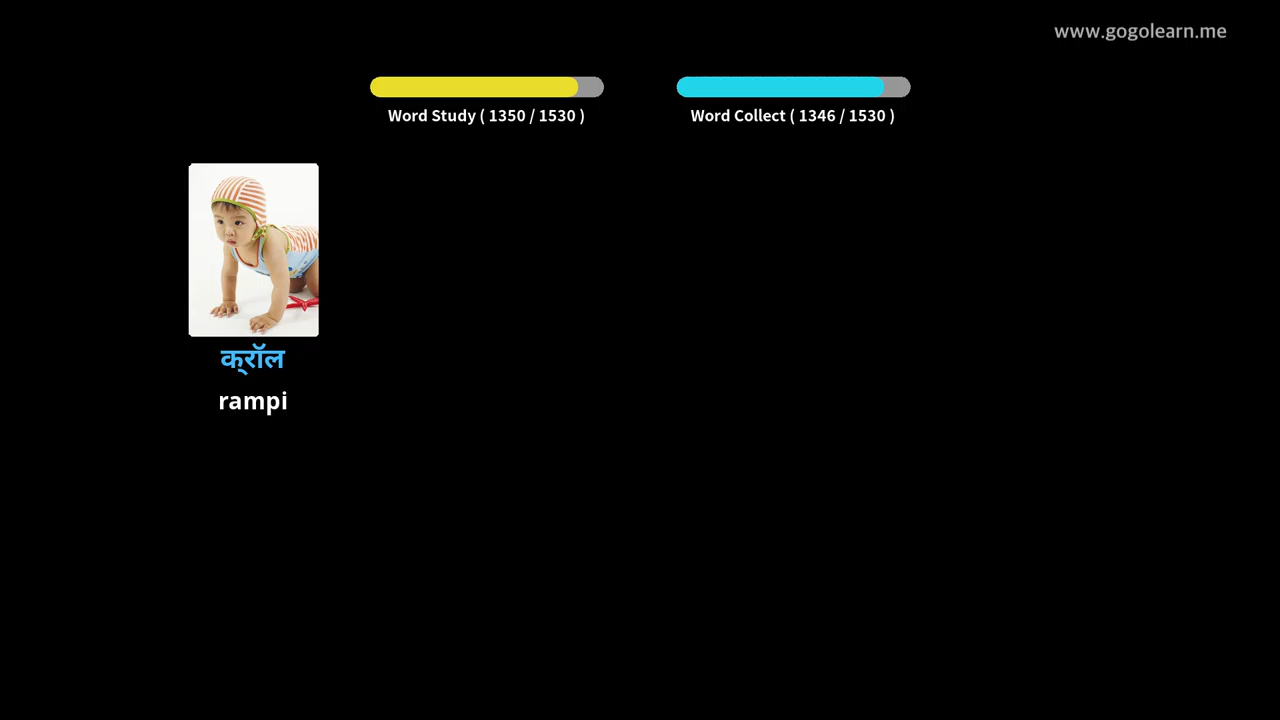 www.gogolearn.me
Word Study ( 1350 / 1530 )
Word Collect ( 1346 / 1530 )
क्रॉल
rampi